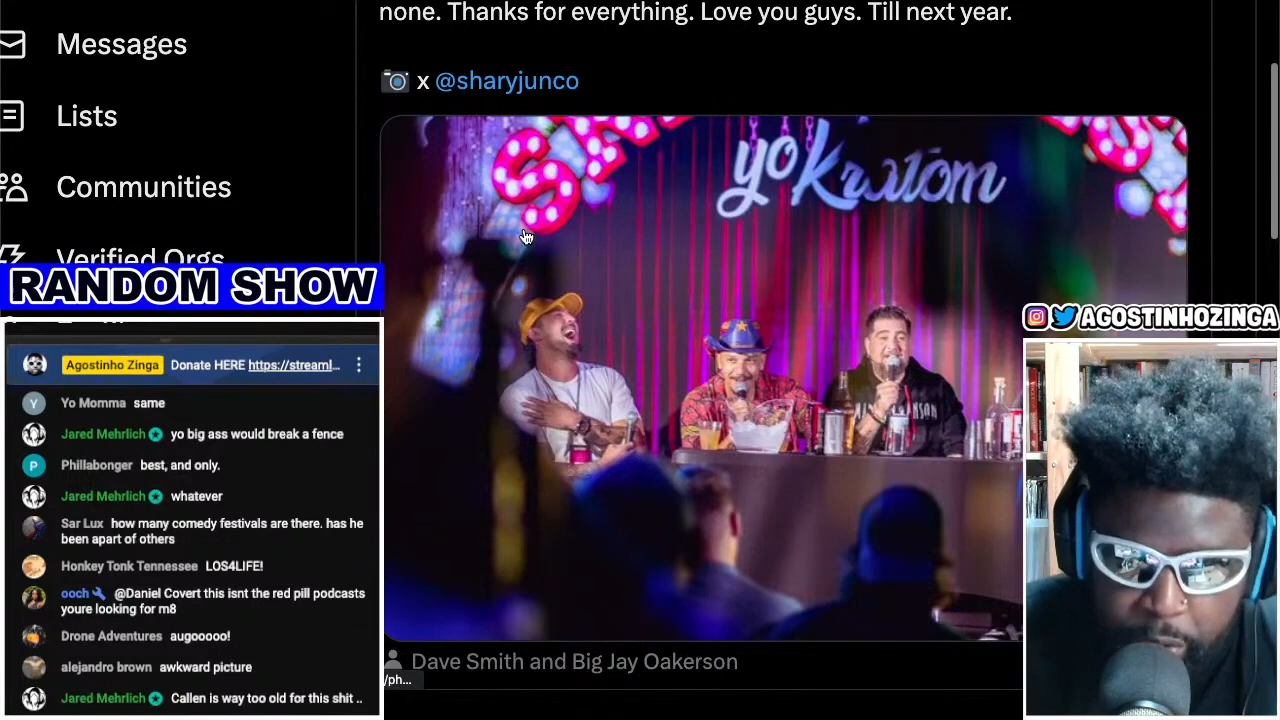 none. Thanks for everything. Love you guys. Till next year.
Messages
x @sharyjunco
Lists
Communities
Verified Orgs
yo Kratom
RANDOM SHOW
AGOSTINHOZINGA
Agostinho Zinga Donate HERE https://streaml...
Y Yo Momma same
Jared Mehrlich yo big ass would break a fence
P Phillabonger best, and only.
Jared Mehrlich whatever
Sar Lux how many comedy festivals are there. has he
been apart of others
Honkey Tonk Tennessee LOS4LIFE!
ooch @Daniel Covert this isnt the red pill podcasts
youre looking for m8
Drone Adventures augooooo!
alejandro brown awkward picture
Jared Mehrlich Callen is way too old for this shit ..
Dave Smith and Big Jay Oakerson
/ph...